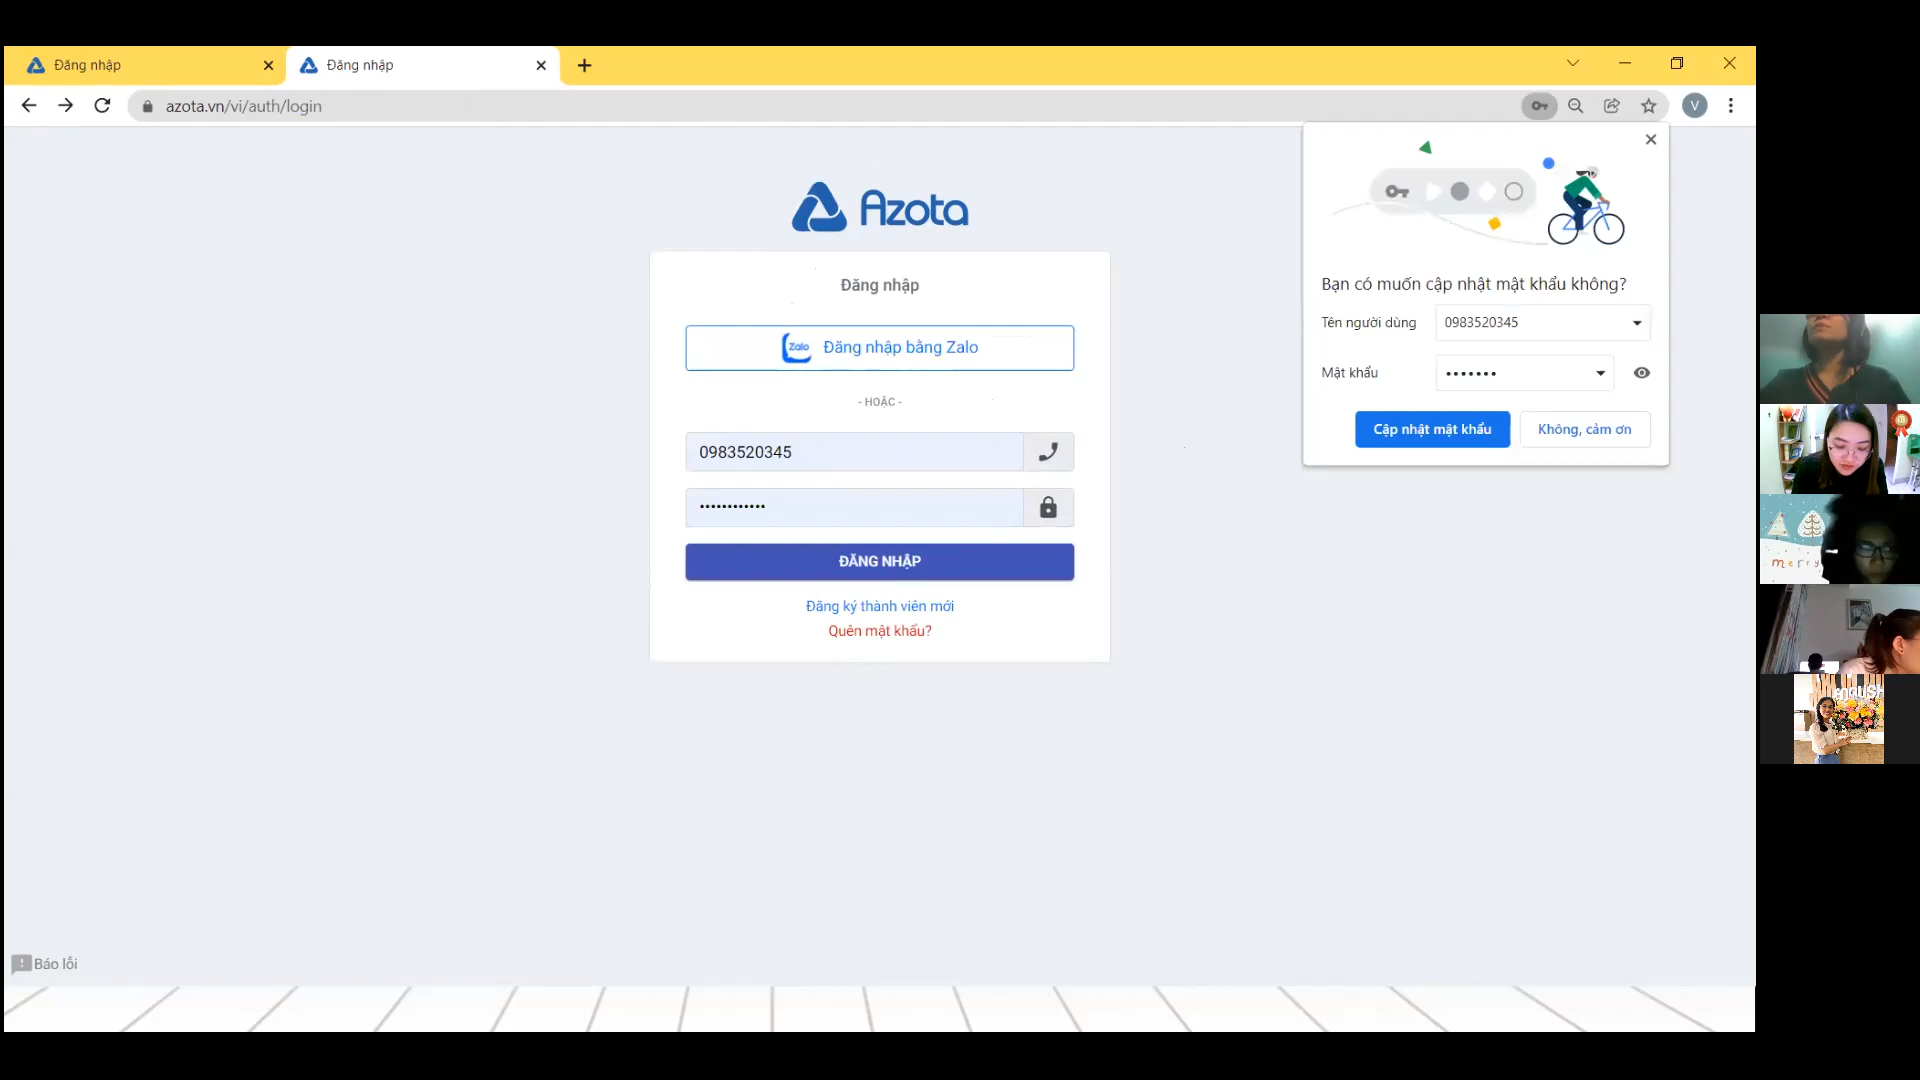 Đăng nhập
Đăng nhập
azota.vn/vi/auth/login
V
Azota
Đăng nhập
Zalo
Đăng nhập bằng Zalo
- HOẶC -
0983520345
••••••••••••
ĐĂNG NHẬP
Đăng ký thành viên mới
Quên mật khẩu?
Bạn có muốn cập nhật mật khẩu không?
Tên người dùng
0983520345
Mật khẩu
•••••••
Cập nhật mật khẩu
Không, cảm ơn
Báo lỗi
merry